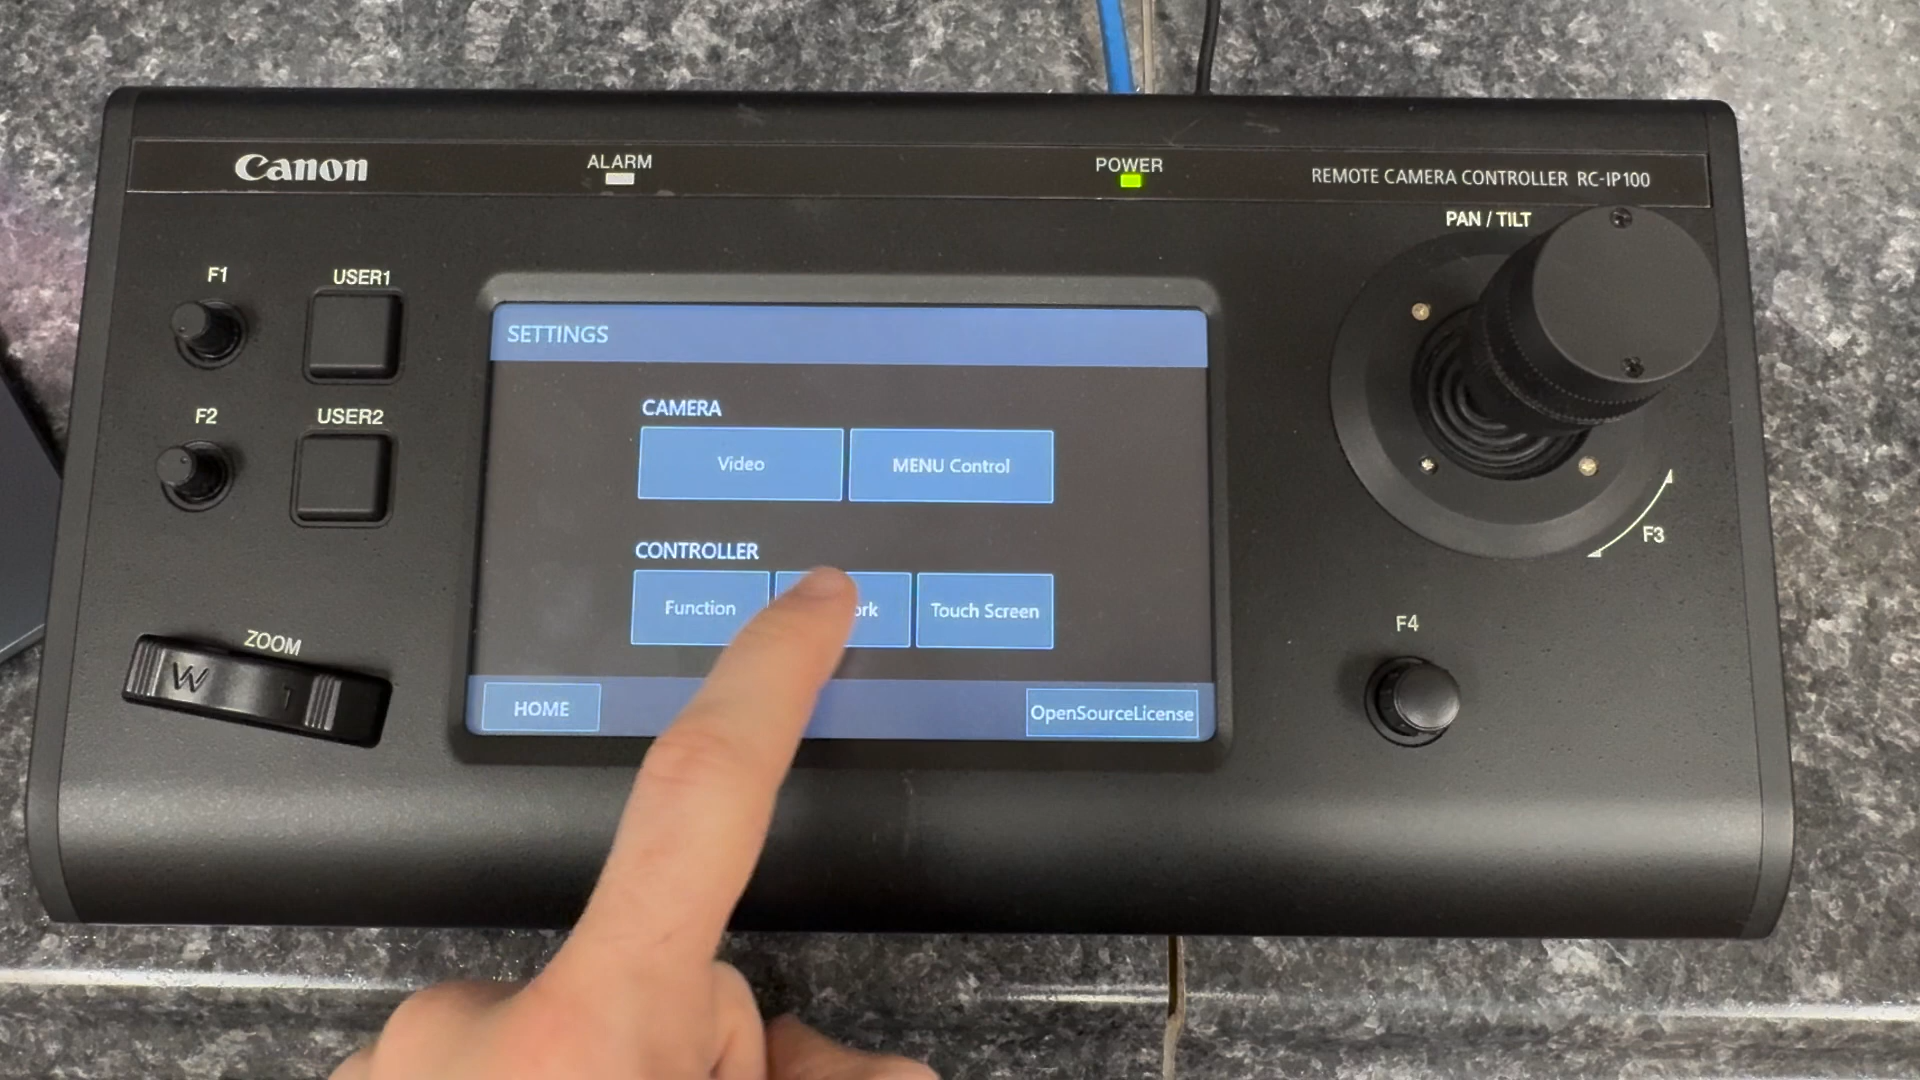 Canon
ALARM
POWER
REMOTE CAMERA CONTROLLER RC-IP100
PAN / TILT
F1
USER1
F2
USER2
ZOOM
W
SETTINGS
CAMERA
Video
MENU Control
CONTROLLER
Function
Touch Screen
HOME
OpenSourceLicense
F3
F4